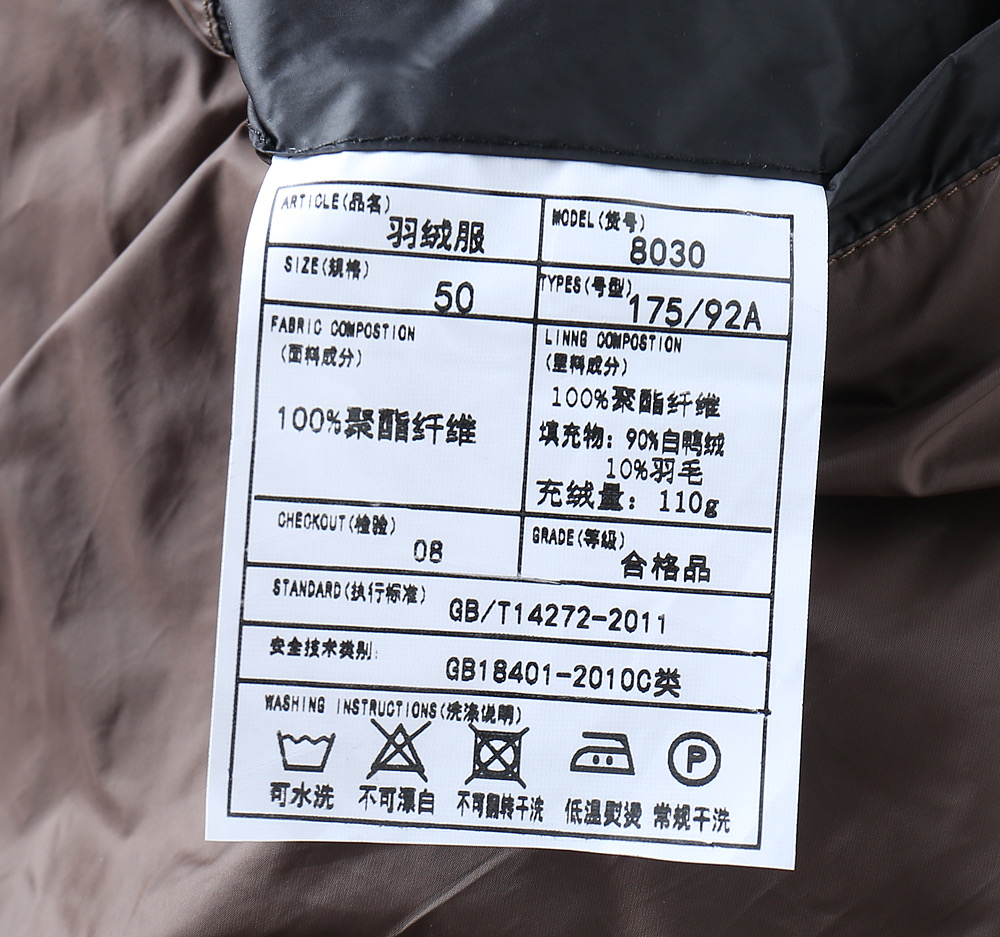 ARTICLE(品名)
羽绒服
MODEL(货号)
8030
SIZE(规格)
50
TYPES(号型)
175/92A
FABRIC COMPOSTION
(面料成分)
100%聚酯纤维
LINNG COMPOSTION
(里料成分)
100%聚酯纤维
填充物: 90%白鸭绒
10%羽毛
充绒量: 110g
CHECKOUT(检验)
08
GRADE(等级)
合格品
STANDARD(执行标准)
GB/T14272-2011
安全技术类别:
GB18401-2010C类
WASHING INSTRUCTIONS(洗涤说明)
P
可水洗 不可漂白 不可翻转干洗 低温熨烫 常规干洗